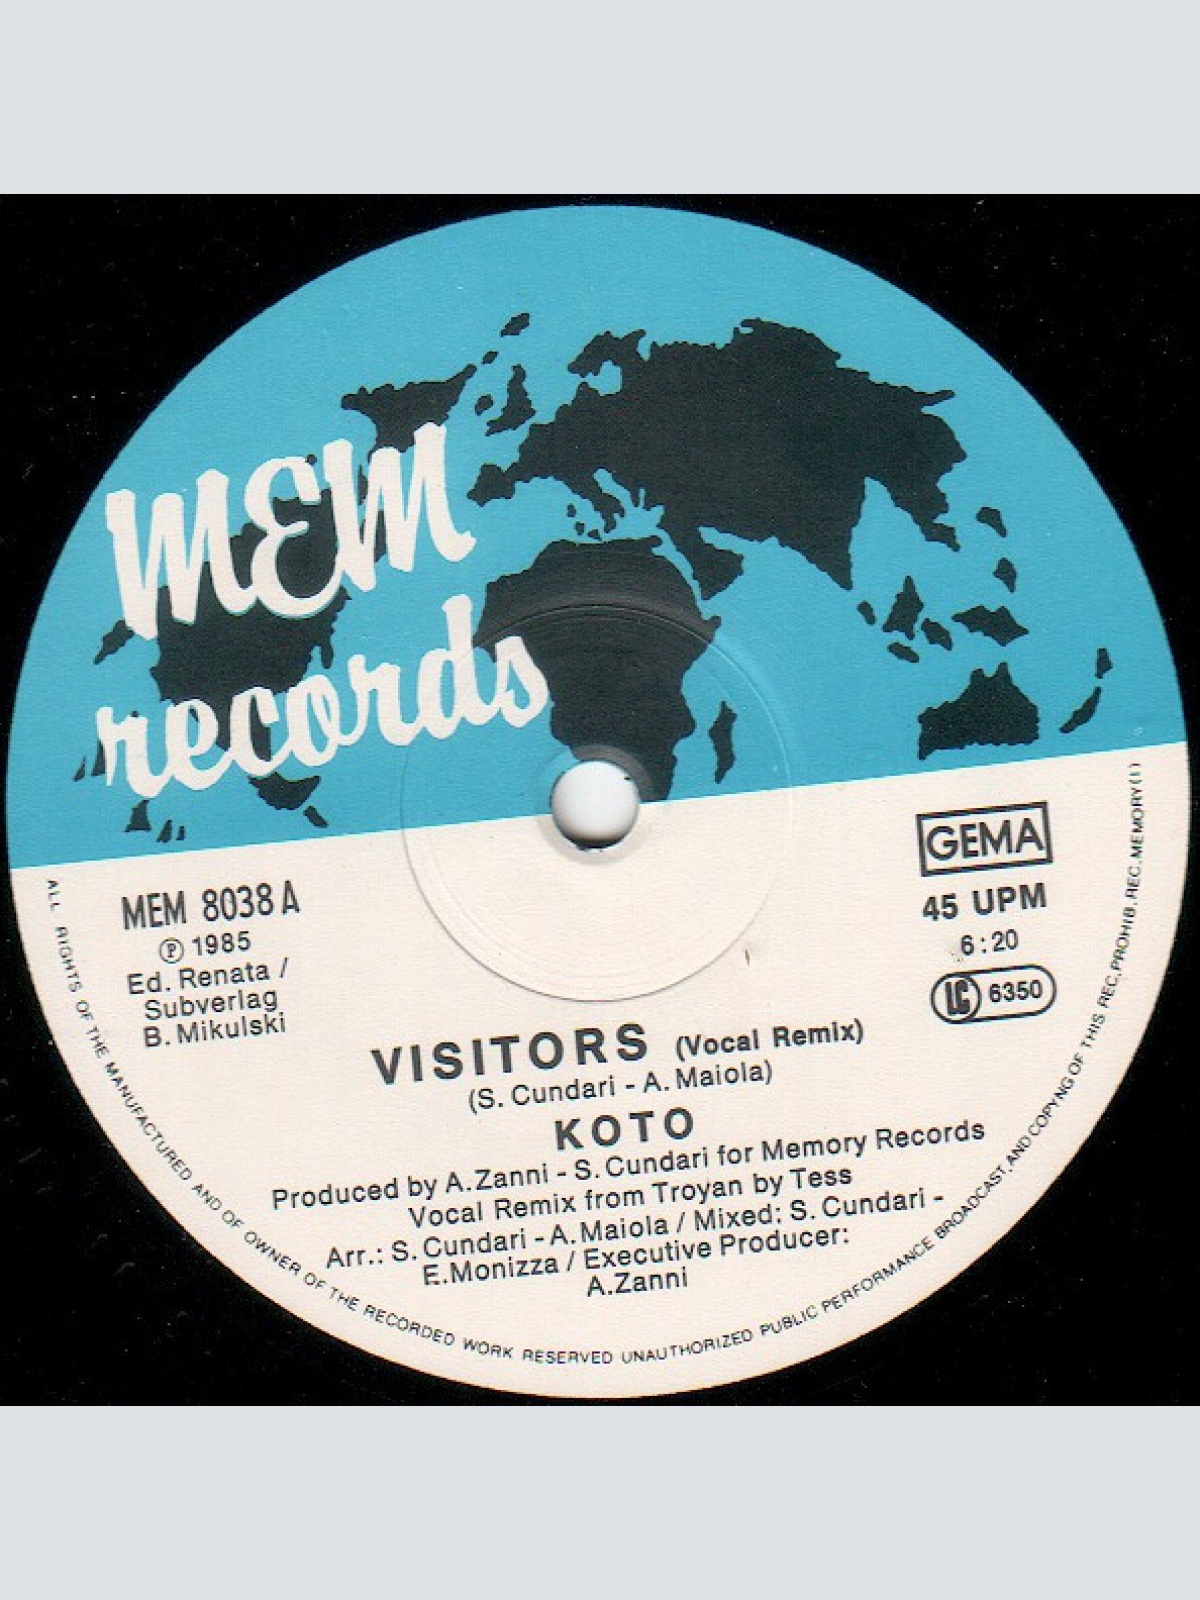 MEM
records
MEM 8038 A
℗ 1985
Ed. Renata /
Subverlag
B. Mikulski
GEMA
45 UPM
6:20
LC 6350
VISITORS (Vocal Remix)
(S. Cundari - A. Maiola)
KOTO
Produced by A.Zanni - S. Cundari for Memory Records
Vocal Remix from Troyan by Tess
Arr.: S. Cundari - A. Maiola / Mixed: S. Cundari -
E.Monizza / Executive Producer:
A.Zanni
ALL RIGHTS OF THE MANUFACTURED AND OF OWNER OF THE RECORDED WORK RESERVED UNAUTHORIZED PUBLIC PERFORMANCE BROADCAST, AND COPYNG OF THIS REC. PROHIB. REC. MEMORY (I)